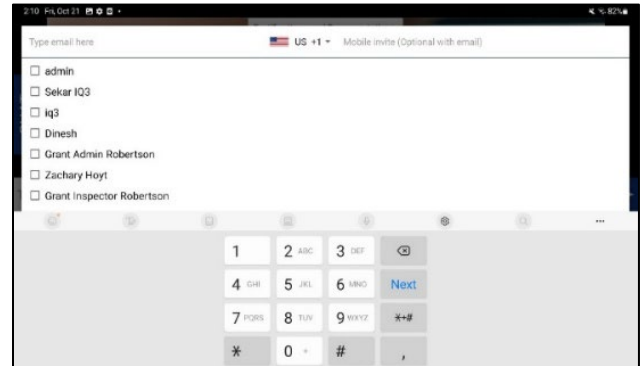 2:10 Fri, Oct 21 82%
Type email here US +1 Mobile invite (Optional with email)
admin
Sekar IQ3
iq3
Dinesh
Grant Admin Robertson
Zachary Hoyt
Grant Inspector Robertson
1 2 ABC 3 DEF
4 GHI 5 JKL 6 MNO Next
7 PQRS 8 TUV 9 WXYZ *+#
* 0 + # ,